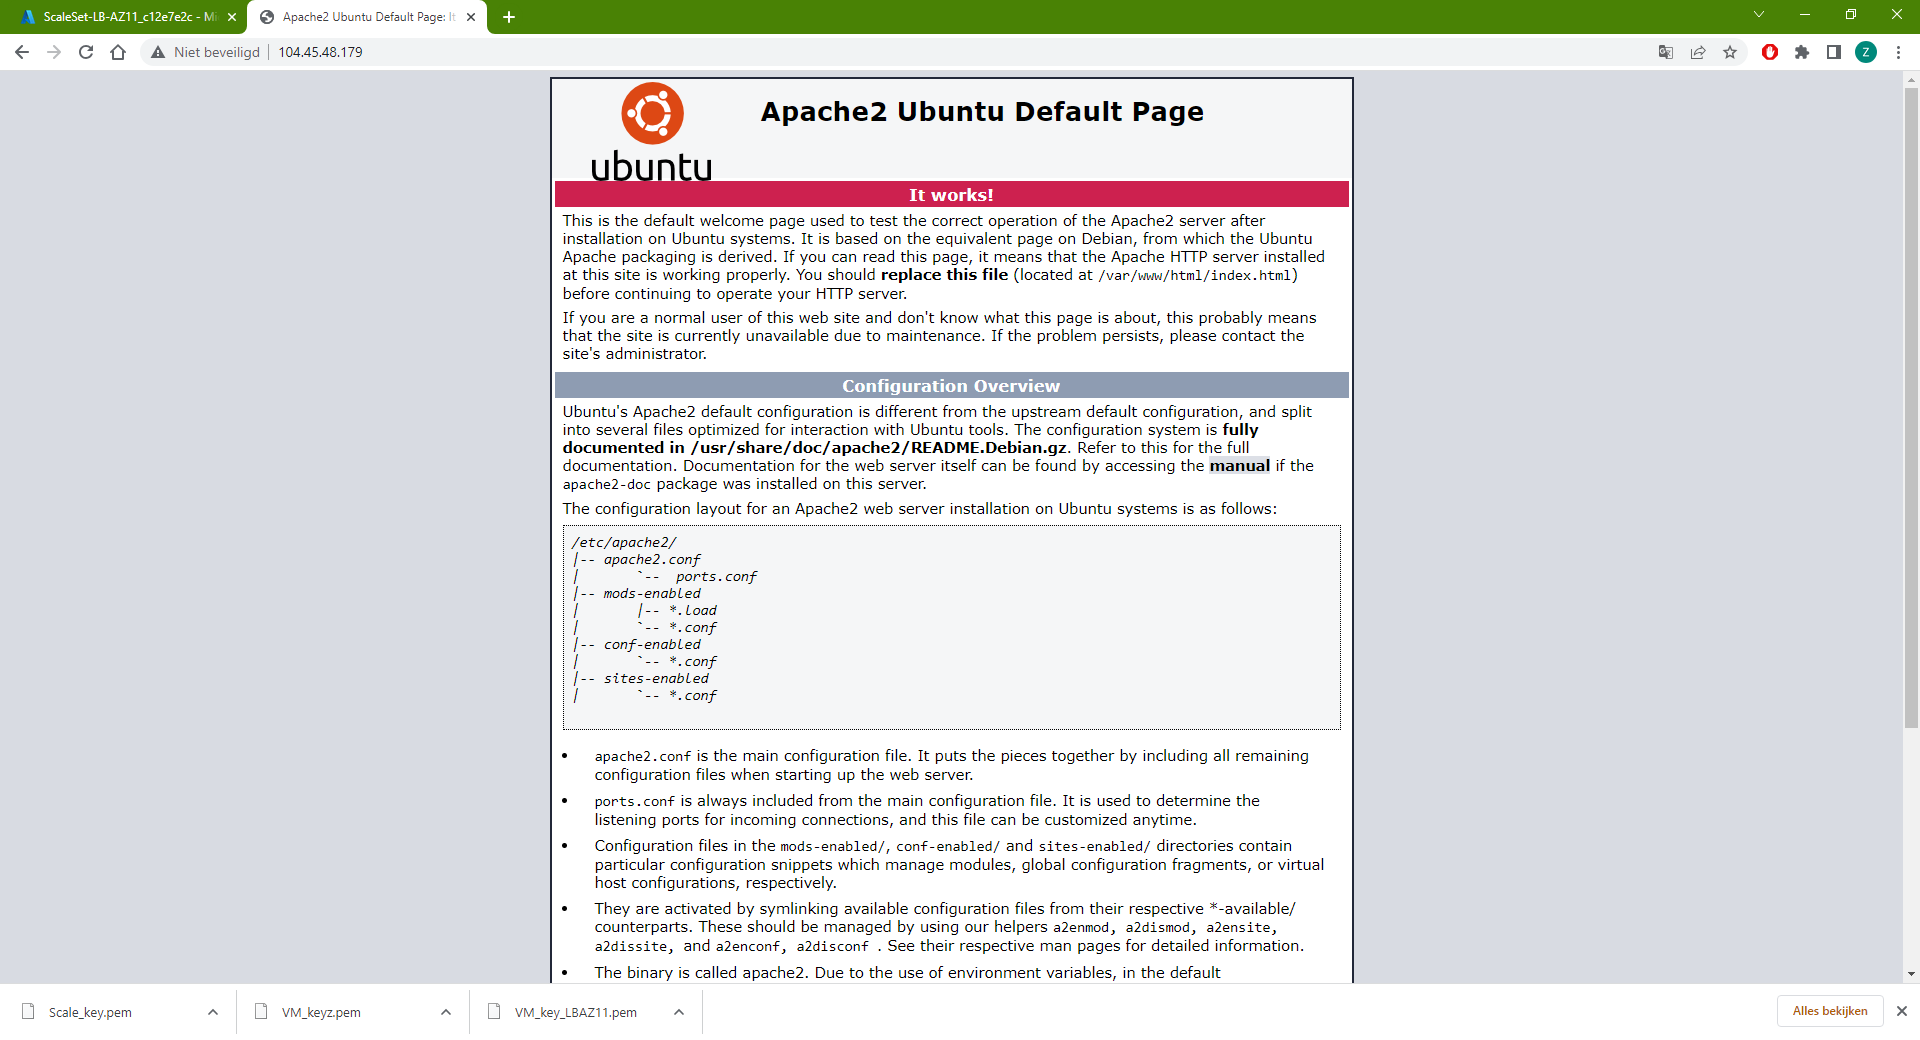 ScaleSet-LB-AZ11_c12e7e2c - Mi
Apache2 Ubuntu Default Page: It
Niet beveiligd
104.45.48.179
Z
ubuntu
Apache2 Ubuntu Default Page
It works!
This is the default welcome page used to test the correct operation of the Apache2 server after
installation on Ubuntu systems. It is based on the equivalent page on Debian, from which the Ubuntu
Apache packaging is derived. If you can read this page, it means that the Apache HTTP server installed
at this site is working properly. You should replace this file (located at /var/www/html/index.html)
before continuing to operate your HTTP server.
If you are a normal user of this web site and don't know what this page is about, this probably means
that the site is currently unavailable due to maintenance. If the problem persists, please contact the
site's administrator.
Configuration Overview
Ubuntu's Apache2 default configuration is different from the upstream default configuration, and split
into several files optimized for interaction with Ubuntu tools. The configuration system is fully
documented in /usr/share/doc/apache2/README.Debian.gz. Refer to this for the full
documentation. Documentation for the web server itself can be found by accessing the manual if the
apache2-doc package was installed on this server.
The configuration layout for an Apache2 web server installation on Ubuntu systems is as follows:
/etc/apache2/
|-- apache2.conf
|       `--  ports.conf
|-- mods-enabled
|       |-- *.load
|       `-- *.conf
|-- conf-enabled
|       `-- *.conf
|-- sites-enabled
|       `-- *.conf
• apache2.conf is the main configuration file. It puts the pieces together by including all remaining
configuration files when starting up the web server.
• ports.conf is always included from the main configuration file. It is used to determine the
listening ports for incoming connections, and this file can be customized anytime.
• Configuration files in the mods-enabled/, conf-enabled/ and sites-enabled/ directories contain
particular configuration snippets which manage modules, global configuration fragments, or virtual
host configurations, respectively.
• They are activated by symlinking available configuration files from their respective *-available/
counterparts. These should be managed by using our helpers a2enmod, a2dismod, a2ensite,
a2dissite, and a2enconf, a2disconf . See their respective man pages for detailed information.
• The binary is called apache2. Due to the use of environment variables, in the default
Scale_key.pem
VM_keyz.pem
VM_key_LBAZ11.pem
Alles bekijken